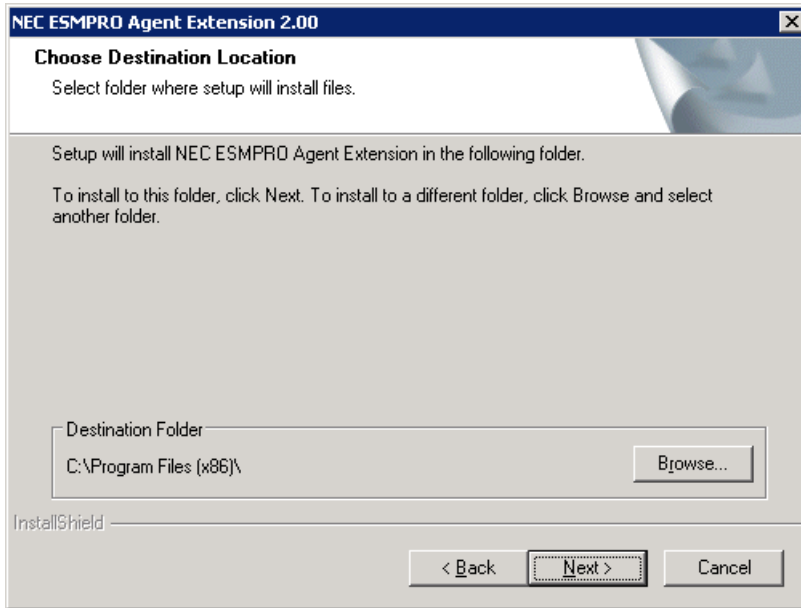 NEC ESMPRO Agent Extension 2.00
Choose Destination Location
Select folder where setup will install files.
Setup will install NEC ESMPRO Agent Extension in the following folder.
To install to this folder, click Next. To install to a different folder, click Browse and select
another folder.
Destination Folder
C:\Program Files (x86)\
Browse...
InstallShield
< Back
Next >
Cancel